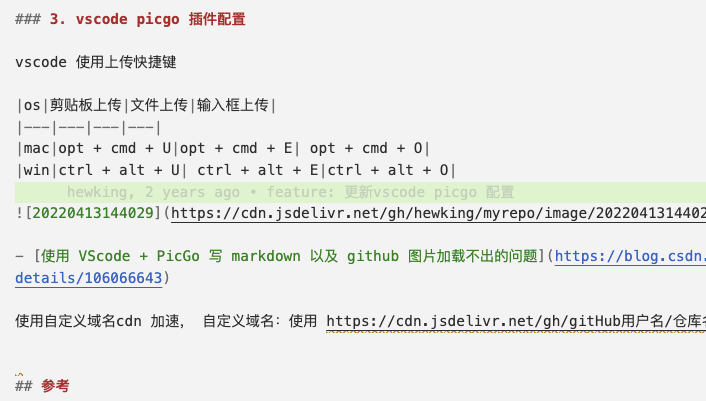 ### 3. vscode picgo 插件配置
vscode 使用上传快捷键
|os|剪贴板上传|文件上传|输入框上传|
|---|---|---|---|
|mac|opt + cmd + U|opt + cmd + E| opt + cmd + O|
|win|ctrl + alt + U| ctrl + alt + E|ctrl + alt + O|
hewking, 2 years ago • feature: 更新vscode picgo 配置
![20220413144029](https://cdn.jsdelivr.net/gh/hewking/myrepo/image/2022041314402
- [使用 VScode + PicGo 写 markdown 以及 github 图片加载不出的问题](https://blog.csdn.
details/106066643)
使用自定义域名cdn 加速， 自定义域名：使用 https://cdn.jsdelivr.net/gh/gitHub用户名/仓库名
## 参考